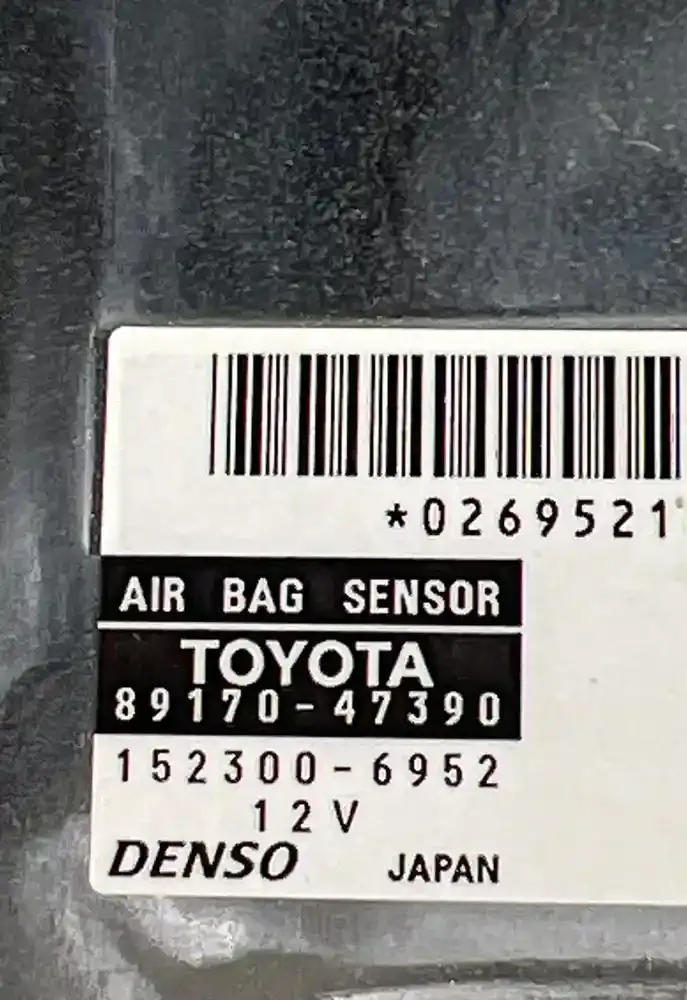 *0269521
AIR BAG SENSOR
TOYOTA
89170-47390
152300-6952
12V
DENSO JAPAN